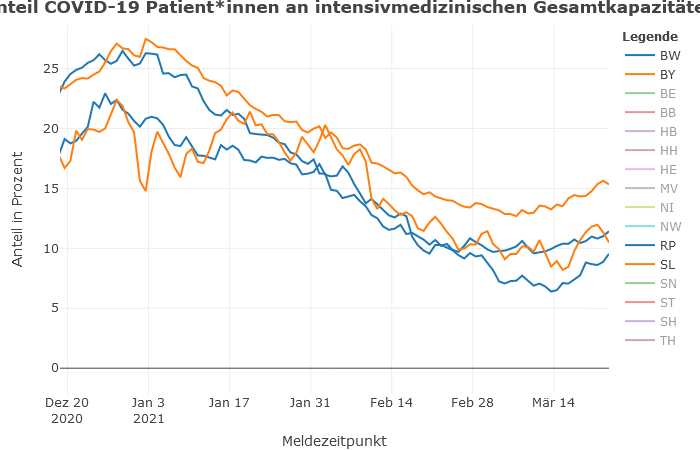 nteil COVID-19 Patient*innen an intensivmedizinischen Gesamtkapazitäte
Legende
BW
BY
BE
BB
HB
HH
HE
MV
NI
NW
RP
SL
SN
ST
SH
TH
Anteil in Prozent
25
20
15
10
5
0
Dez 20 Jan 3 Jan 17 Jan 31 Feb 14 Feb 28 Mär 14
2020 2021
Meldezeitpunkt